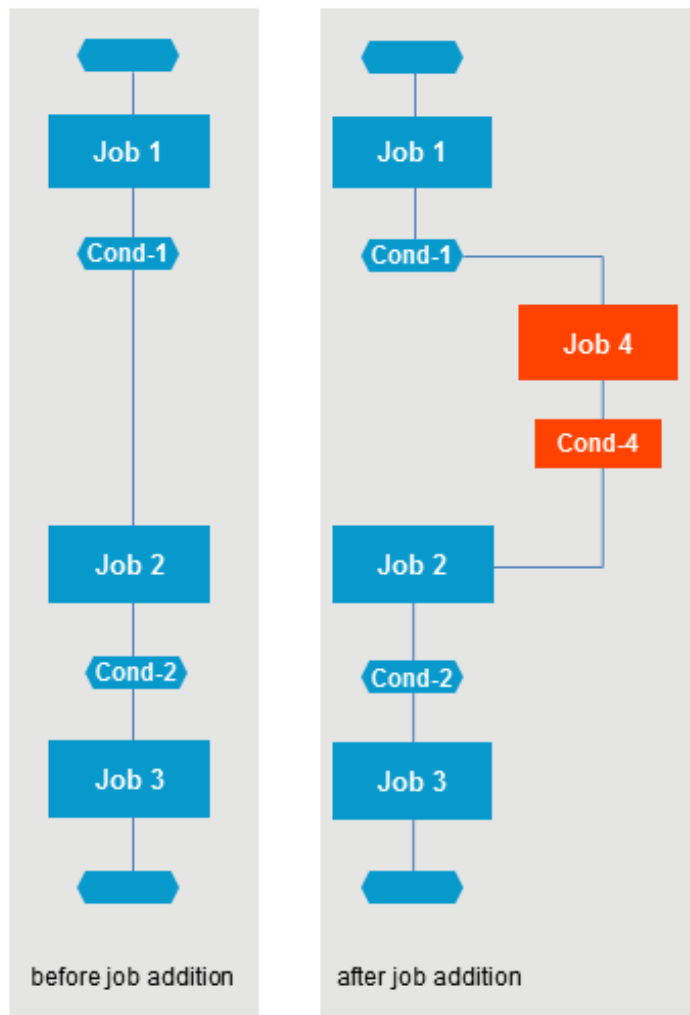 Job 1
Cond-1
Job 2
Cond-2
Job 3
before job addition
Job 1
Cond-1
Job 4
Cond-4
Job 2
Cond-2
Job 3
after job addition